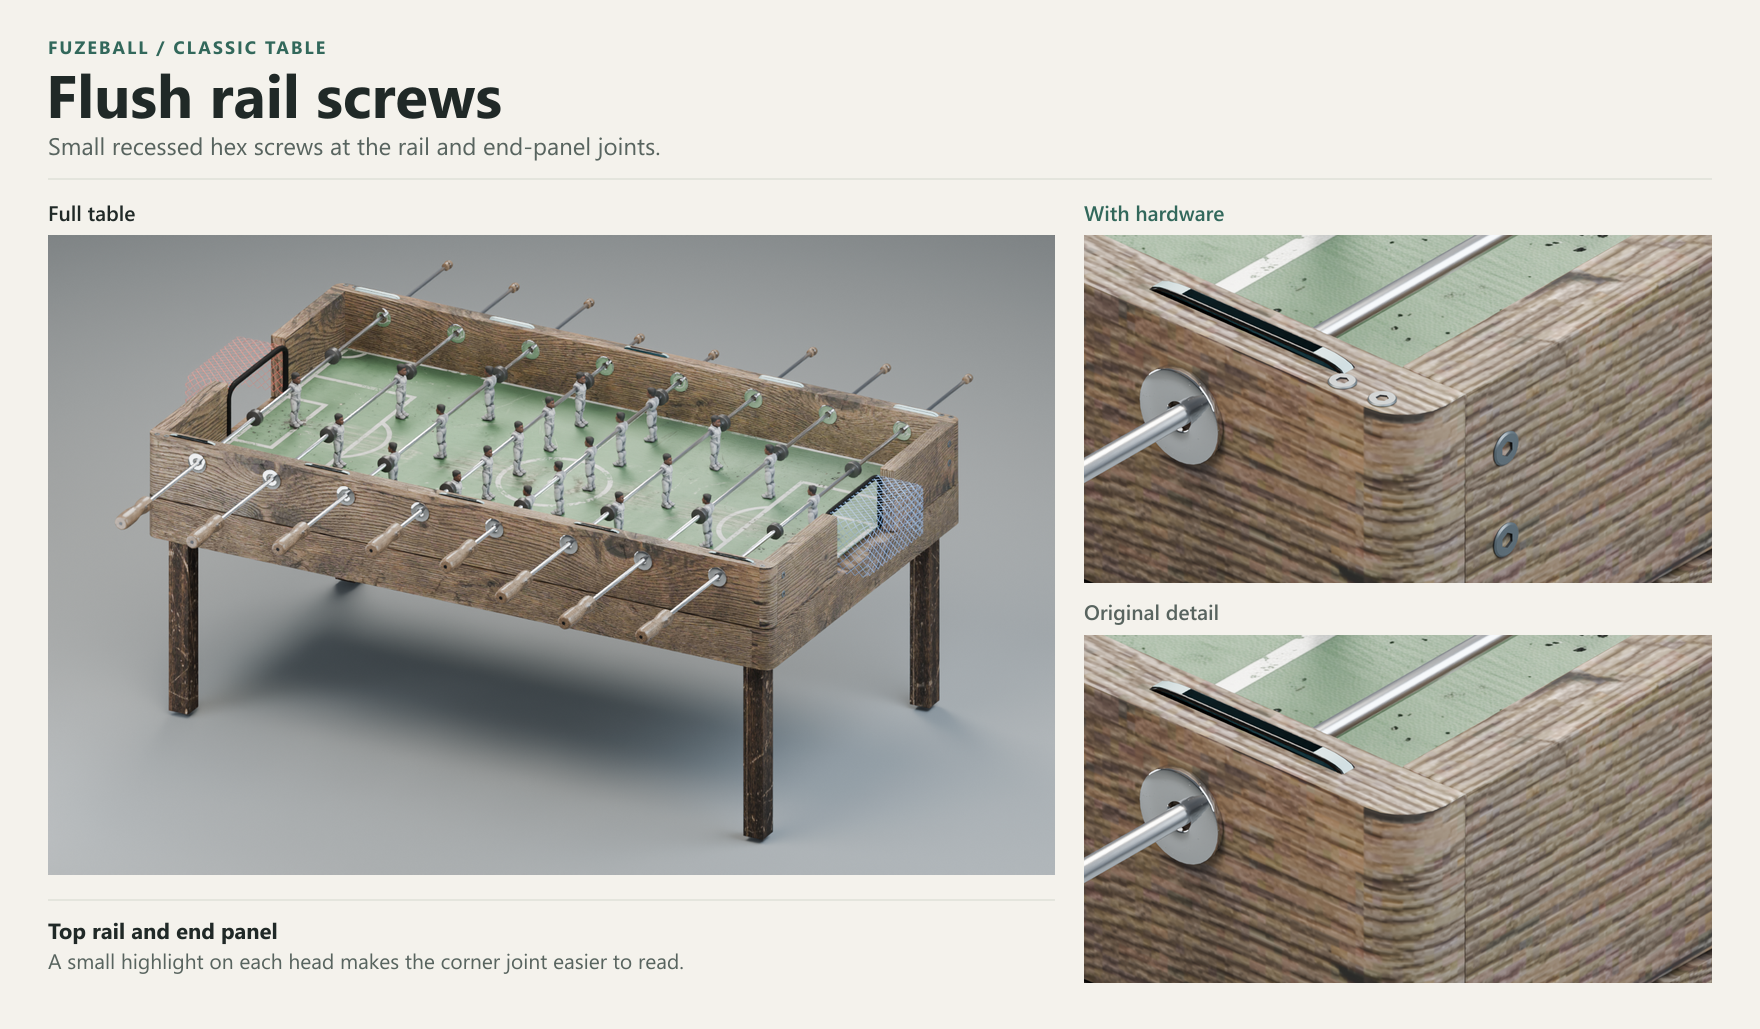 FUZEBALL / CLASSIC TABLE
Flush rail screws
Small recessed hex screws at the rail and end-panel joints.
Full table
With hardware
Original detail
Top rail and end panel
A small highlight on each head makes the corner joint easier to read.